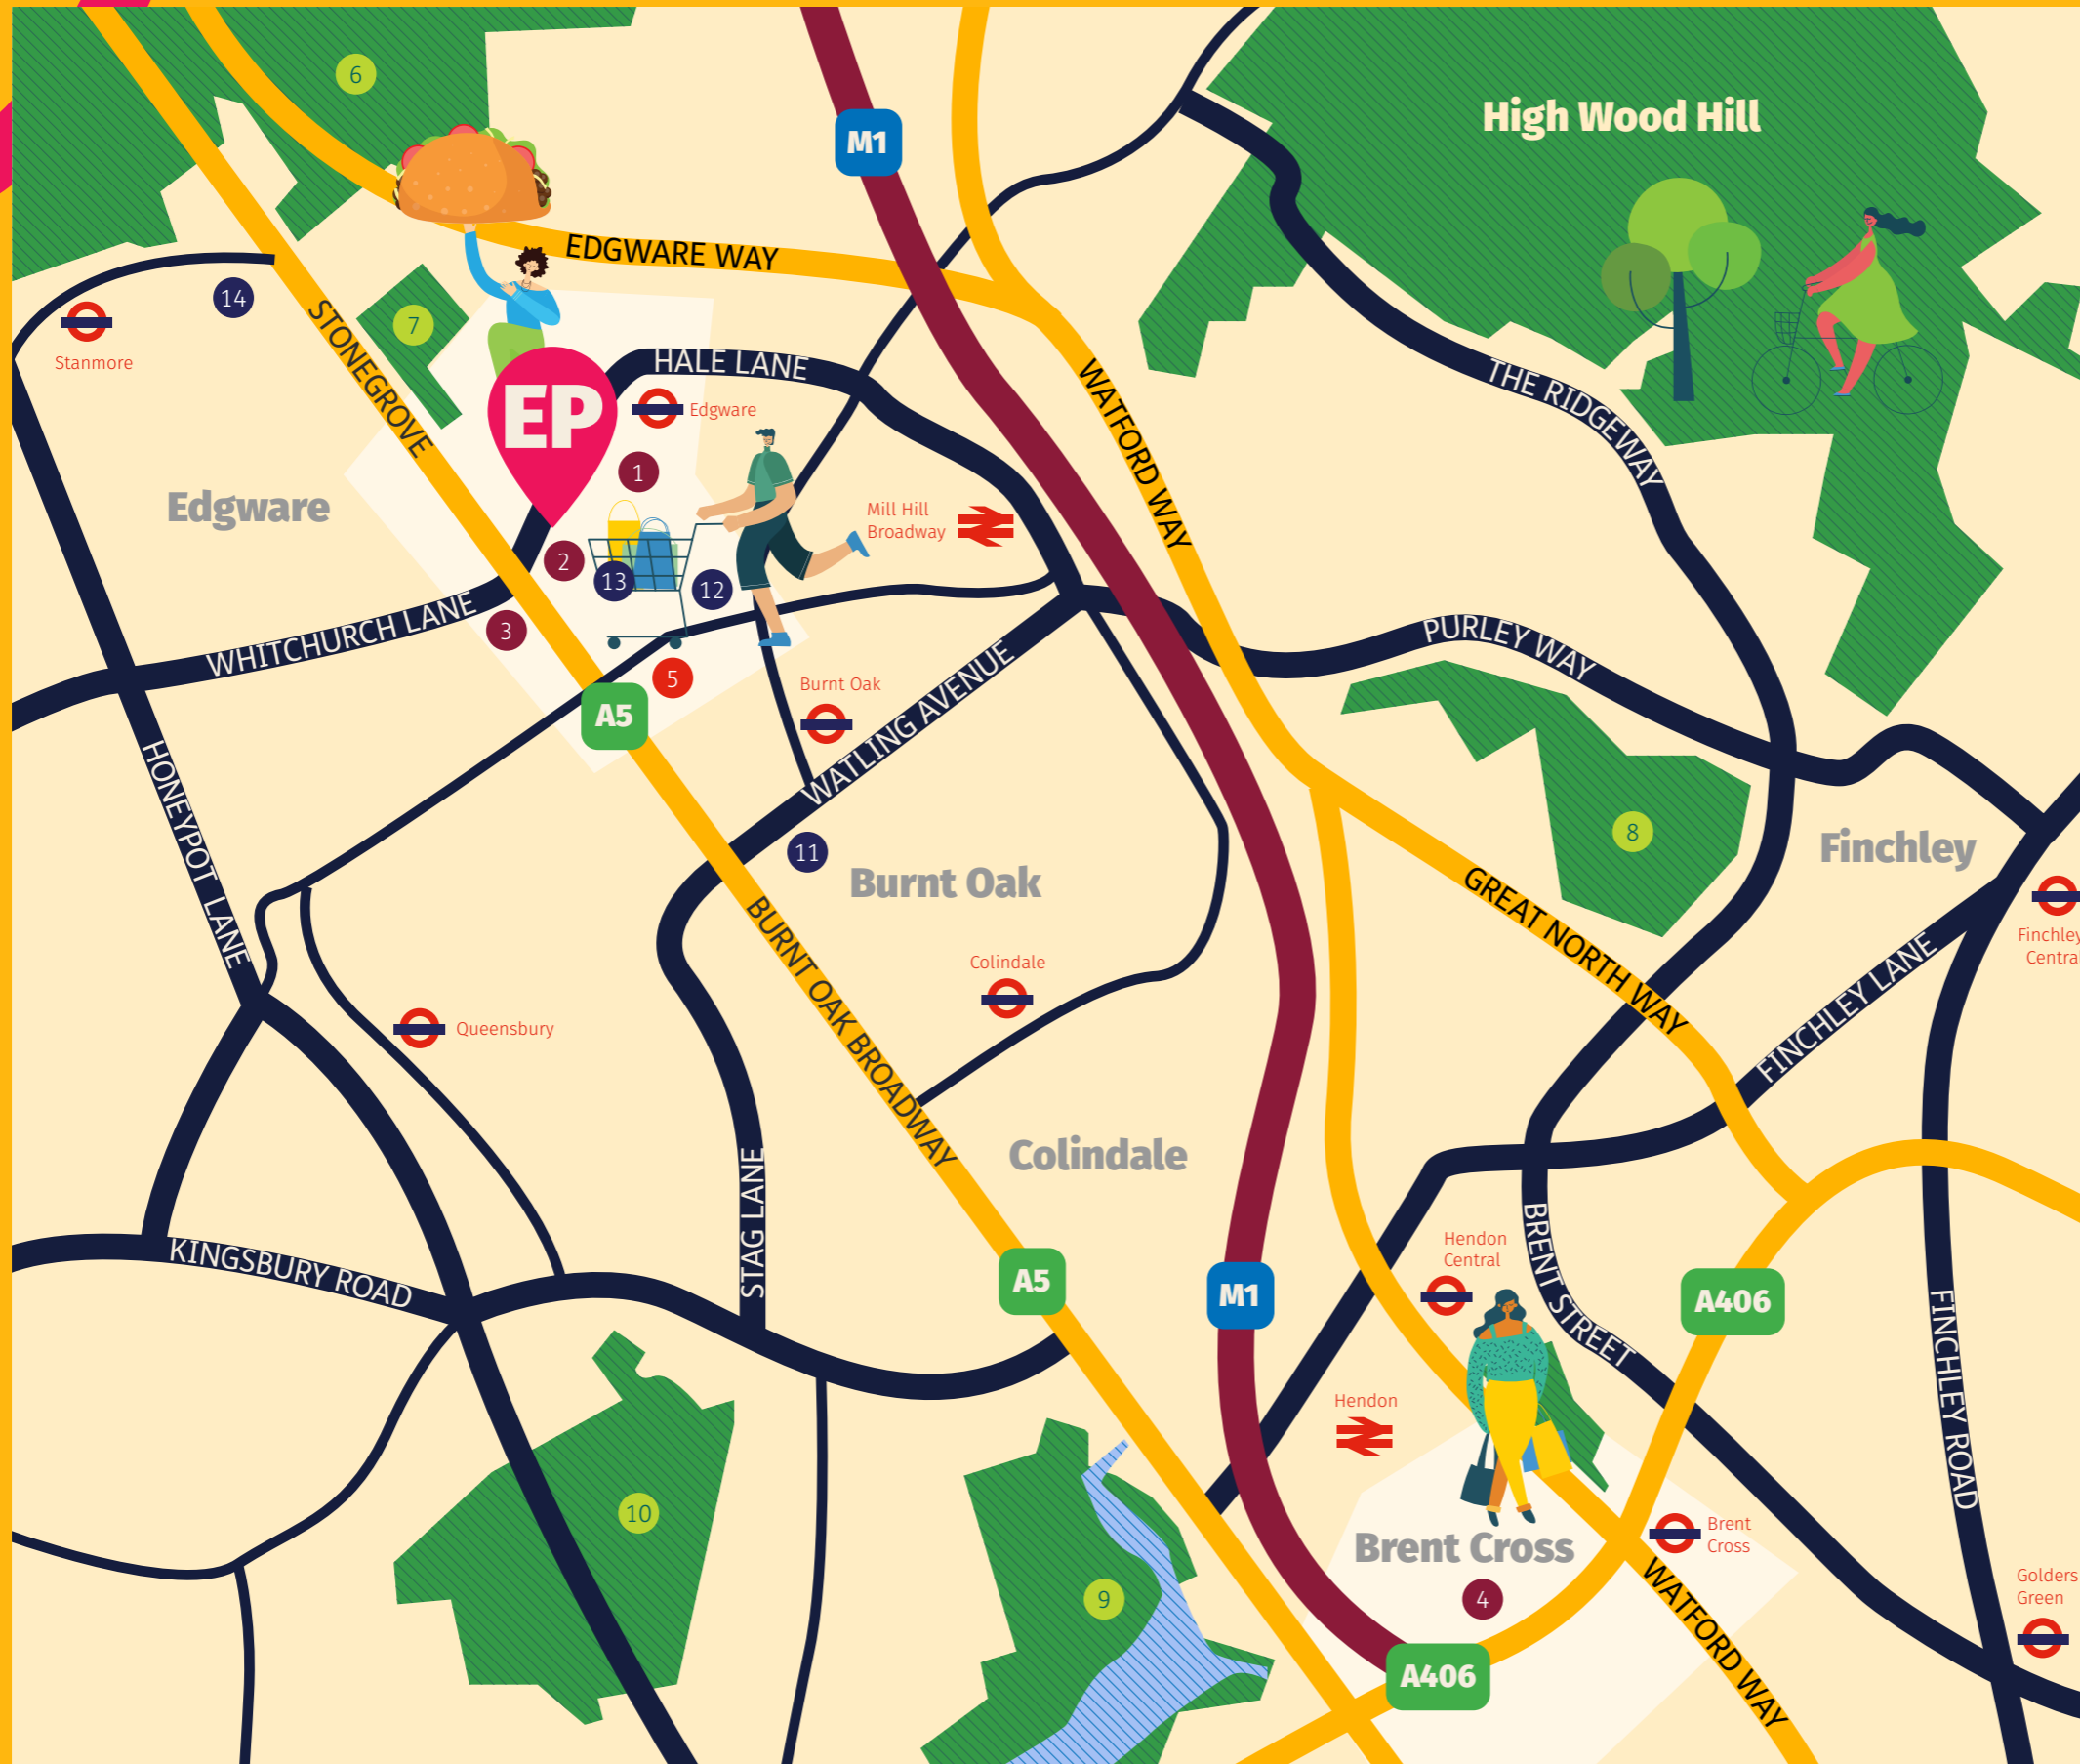 6
M1
High Wood Hill
EDGWARE WAY
14
7
Stanmore
STONEGROVE
HALE LANE
EP
Edgware
WATFORD WAY
THE RIDGEWAY
1
Edgware
Mill Hill
Broadway
2
13
12
3
WHITCHURCH LANE
5
A5
Burnt Oak
WATLING AVENUE
PURLEY WAY
HONEYPOT LANE
8
Finchley
11
Burnt Oak
GREAT NORTH WAY
Finchley
Central
BURNT OAK BROADWAY
Colindale
FINCHLEY LANE
Queensbury
Colindale
STAG LANE
KINGSBURY ROAD
A5
M1
Hendon
Central
BRENT STREET
A406
FINCHLEY ROAD
Hendon
10
Brent Cross
Brent
Cross
9
4
WATFORD WAY
Golders
Green
A406